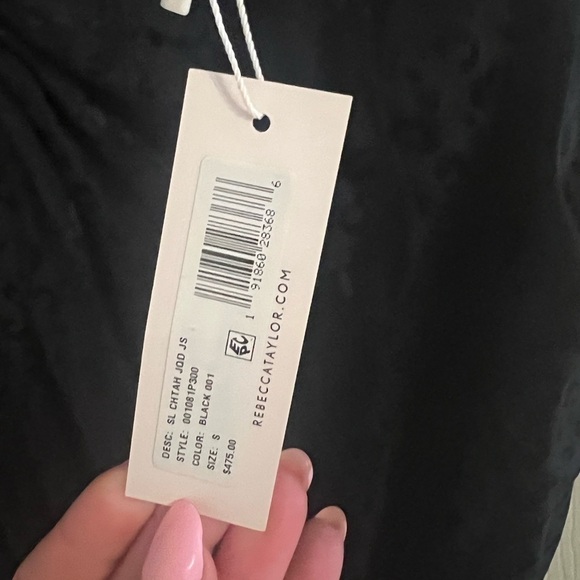 DESC: SL CHTAH JQD JS
STYLE: 001081P300
COLOR: BLACK 001
SIZE: S
$475.00
1 91860 28368 6
EPC
REBECCATAYLOR.COM